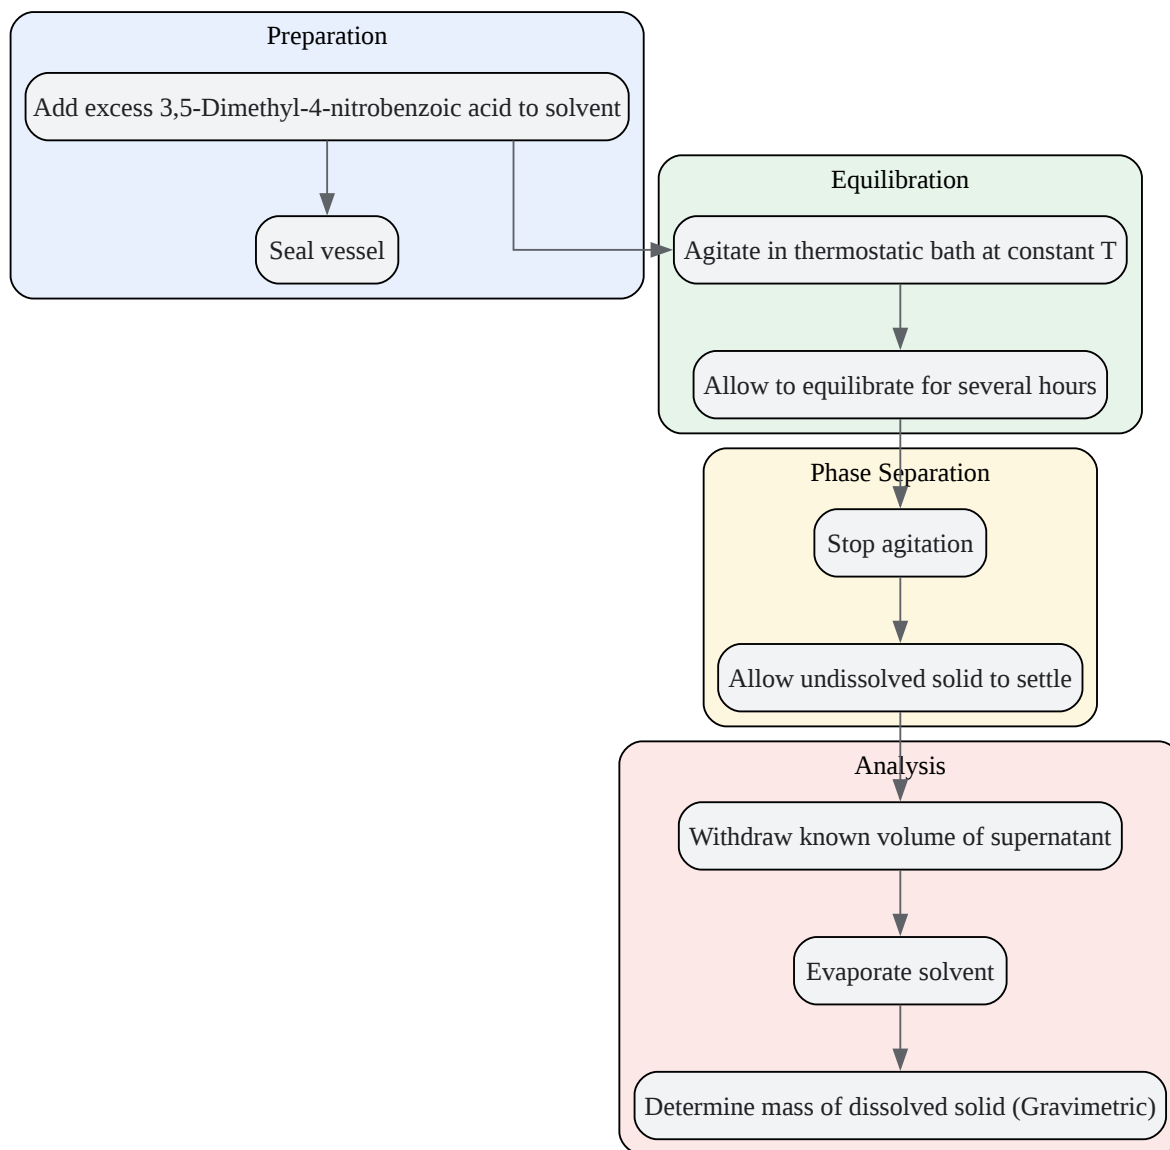 Preparation
Add excess 3,5-Dimethyl-4-nitrobenzoic acid to solvent
Seal vessel
Equilibration
Agitate in thermostatic bath at constant T
Allow to equilibrate for several hours
Phase Separation
Stop agitation
Allow undissolved solid to settle
Analysis
Withdraw known volume of supernatant
Evaporate solvent
Determine mass of dissolved solid (Gravimetric)